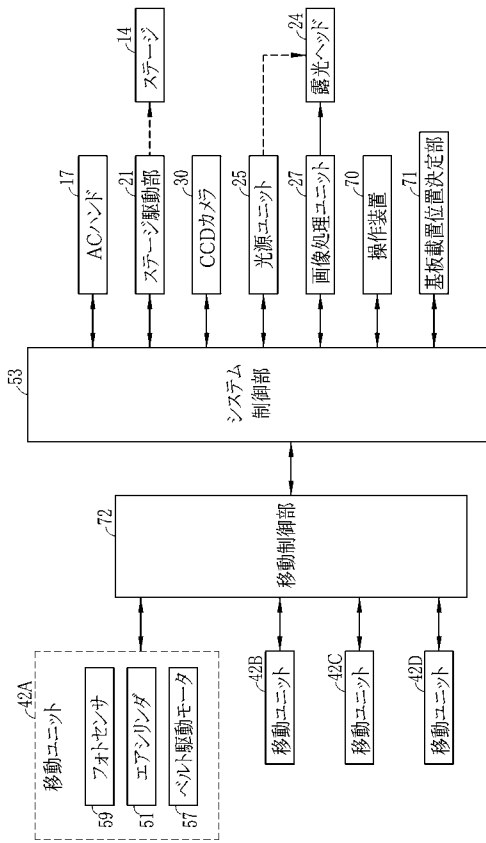 42A
移動ユニット
59
フォトセンサ
51
エアシリンダ
57
ベルト駆動モータ
42B
移動ユニット
42C
移動ユニット
42D
移動ユニット
72
移動制御部
53
システム
制御部
17
ACハンド
21
ステージ駆動部
14
ステージ
30
CCDカメラ
25
光源ユニット
27
画像処理ユニット
24
露光ヘッド
70
操作装置
71
基板載置位置決定部